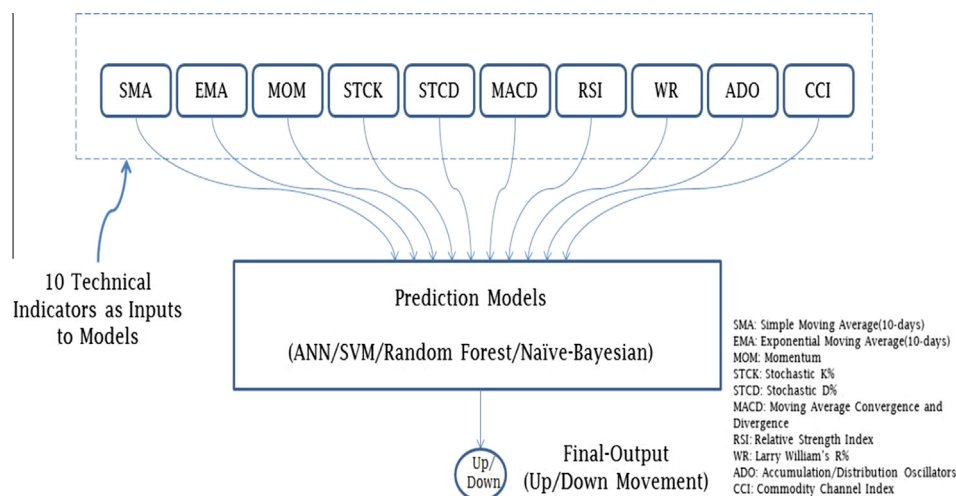 SMA
EMA
MOM
STCK
STCD
MACD
RSI
WR
ADO
CCI
10 Technical
Indicators as Inputs
to Models
Prediction Models
(ANN/SVM/Random Forest/Naïve-Bayesian)
Up/
Down
Final-Output
(Up/Down Movement)
SMA: Simple Moving Average(10-days)
EMA: Exponential Moving Average(10-days)
MOM: Momentum
STCK: Stochastic K%
STCD: Stochastic D%
MACD: Moving Average Convergence and
Divergence
RSI: Relative Strength Index
WR: Larry William's R%
ADO: Accumulation/Distribution Oscillators
CCI: Commodity Channel Index